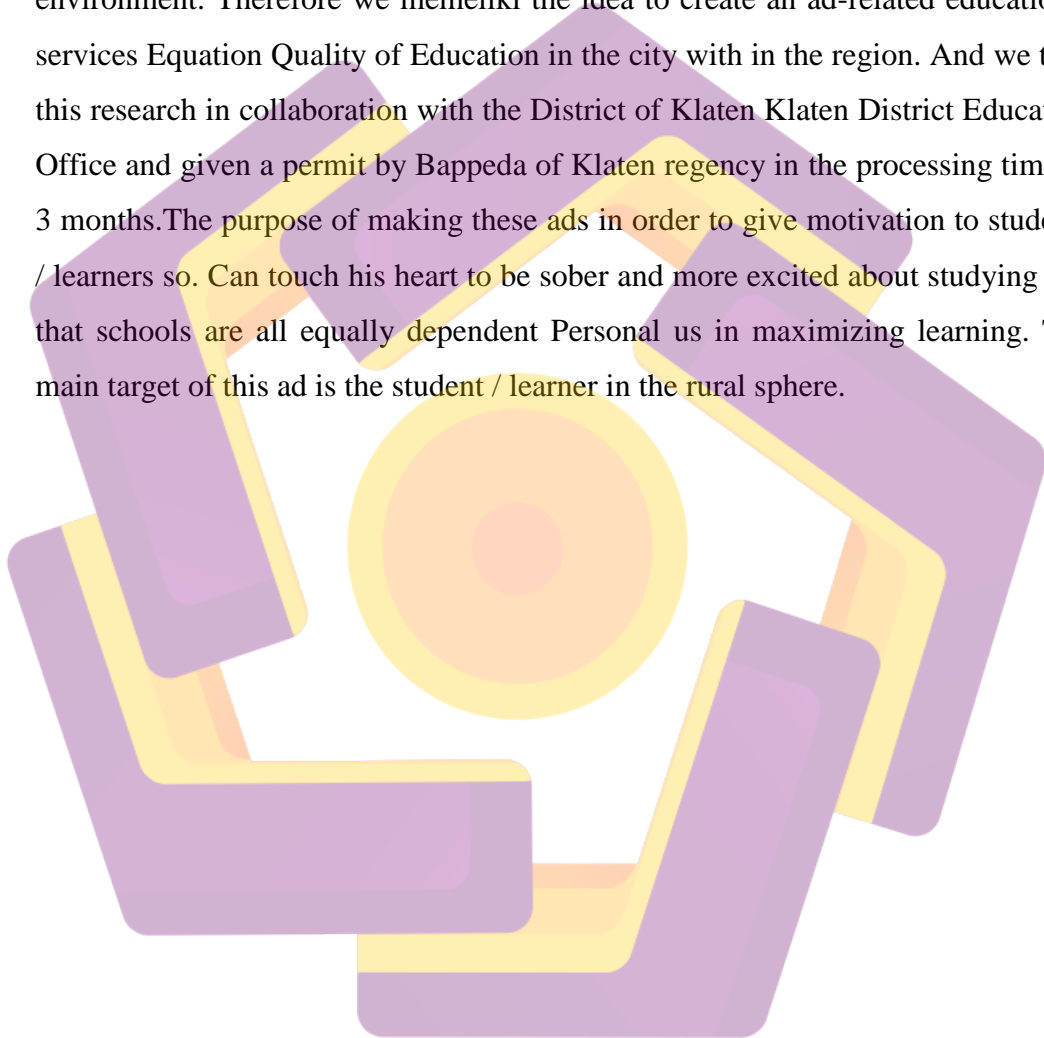 environment. Therefore we memeliki the idea to create an ad-related education
services Equation Quality of Education in the city with in the region. And we
this research in collaboration with the District of Klaten Klaten District
Office and given a permit by Bappeda of Klaten regency in the processing
3 months.The purpose of making these ads in order to give motivation to
/ learners so. Can touch his heart to be sober and more excited about studying
that schools are all equally dependent Personal us in maximizing learning.
main target of this ad is the student / learner in the rural sphere.